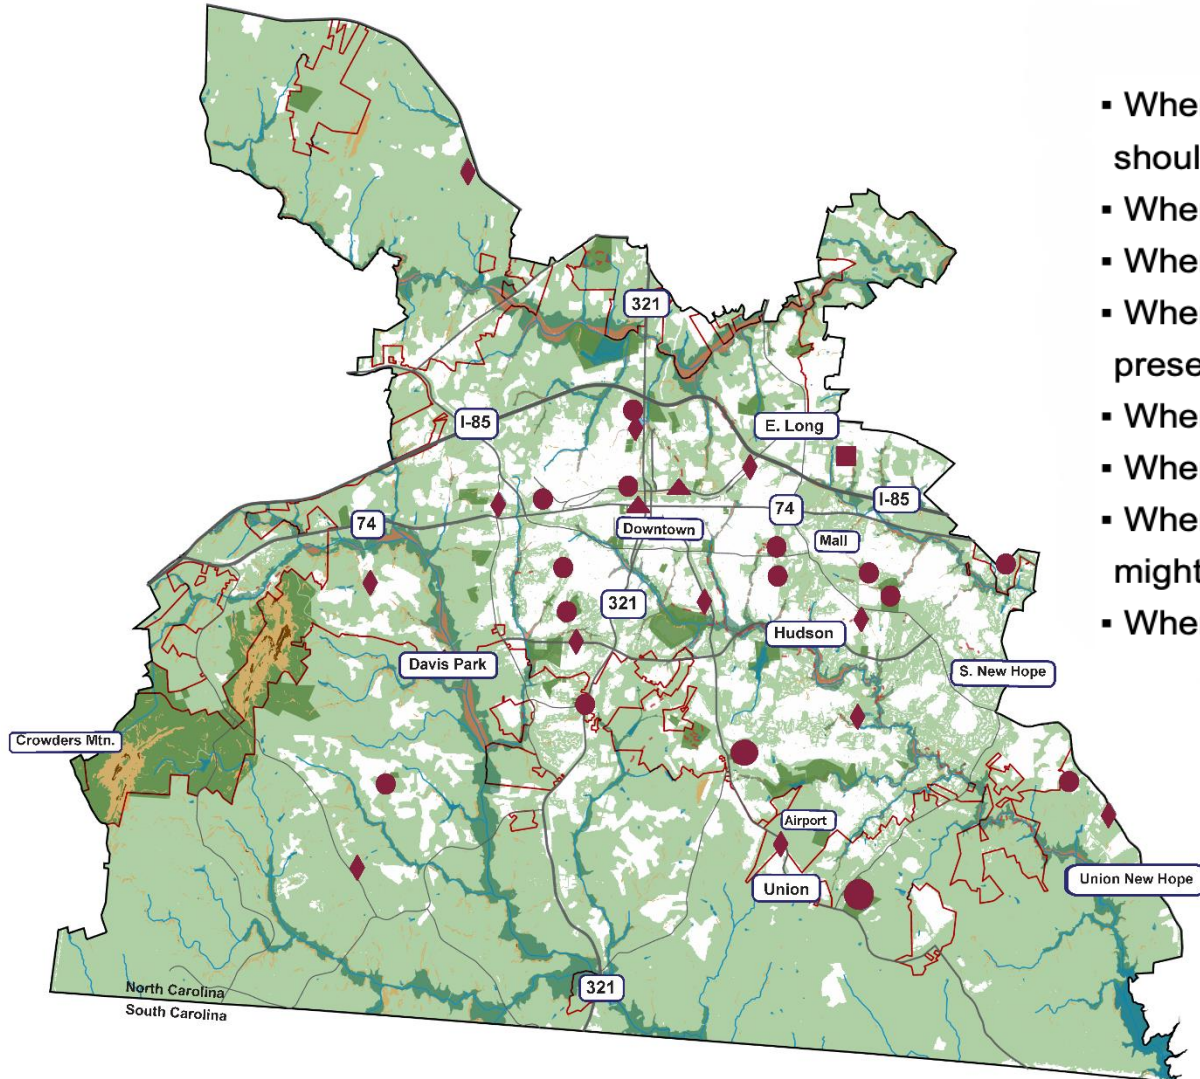 321
I-85
E. Long
I-85
74
74
Downtown
Mall
321
Hudson
Davis Park
S. New Hope
Crowders Mtn.
Airport
Union
Union New Hope
321
North Carolina
South Carolina
▪ Whe
shoul
▪ Whe
▪ Whe
▪ Whe
prese
▪ Whe
▪ Whe
▪ Whe
might
▪ Whe